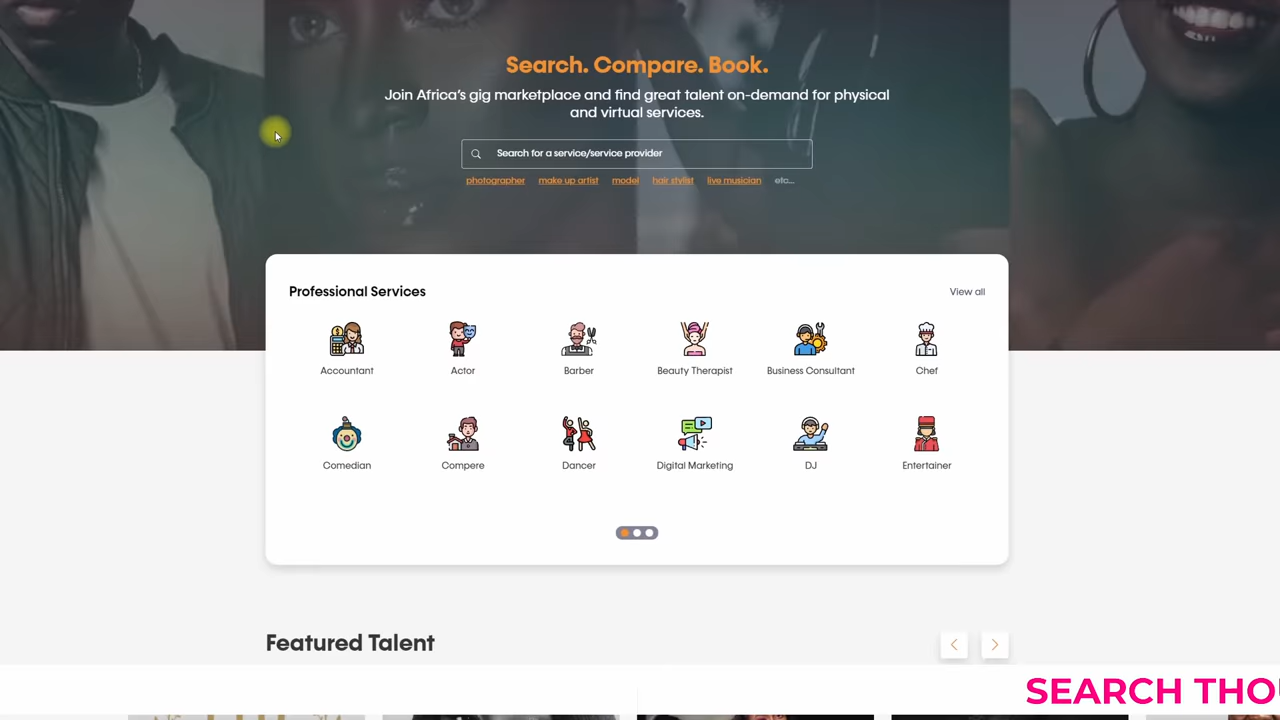 Search. Compare. Book.
Join Africa's gig marketplace and find great talent on-demand for physical
and virtual services.
Search for a service/service provider
photographer make up artist model hair stylist live musician etc...
Professional Services View all
Accountant Actor Barber Beauty Therapist Business Consultant Chef
Comedian Compere Dancer Digital Marketing DJ Entertainer
Featured Talent
SEARCH